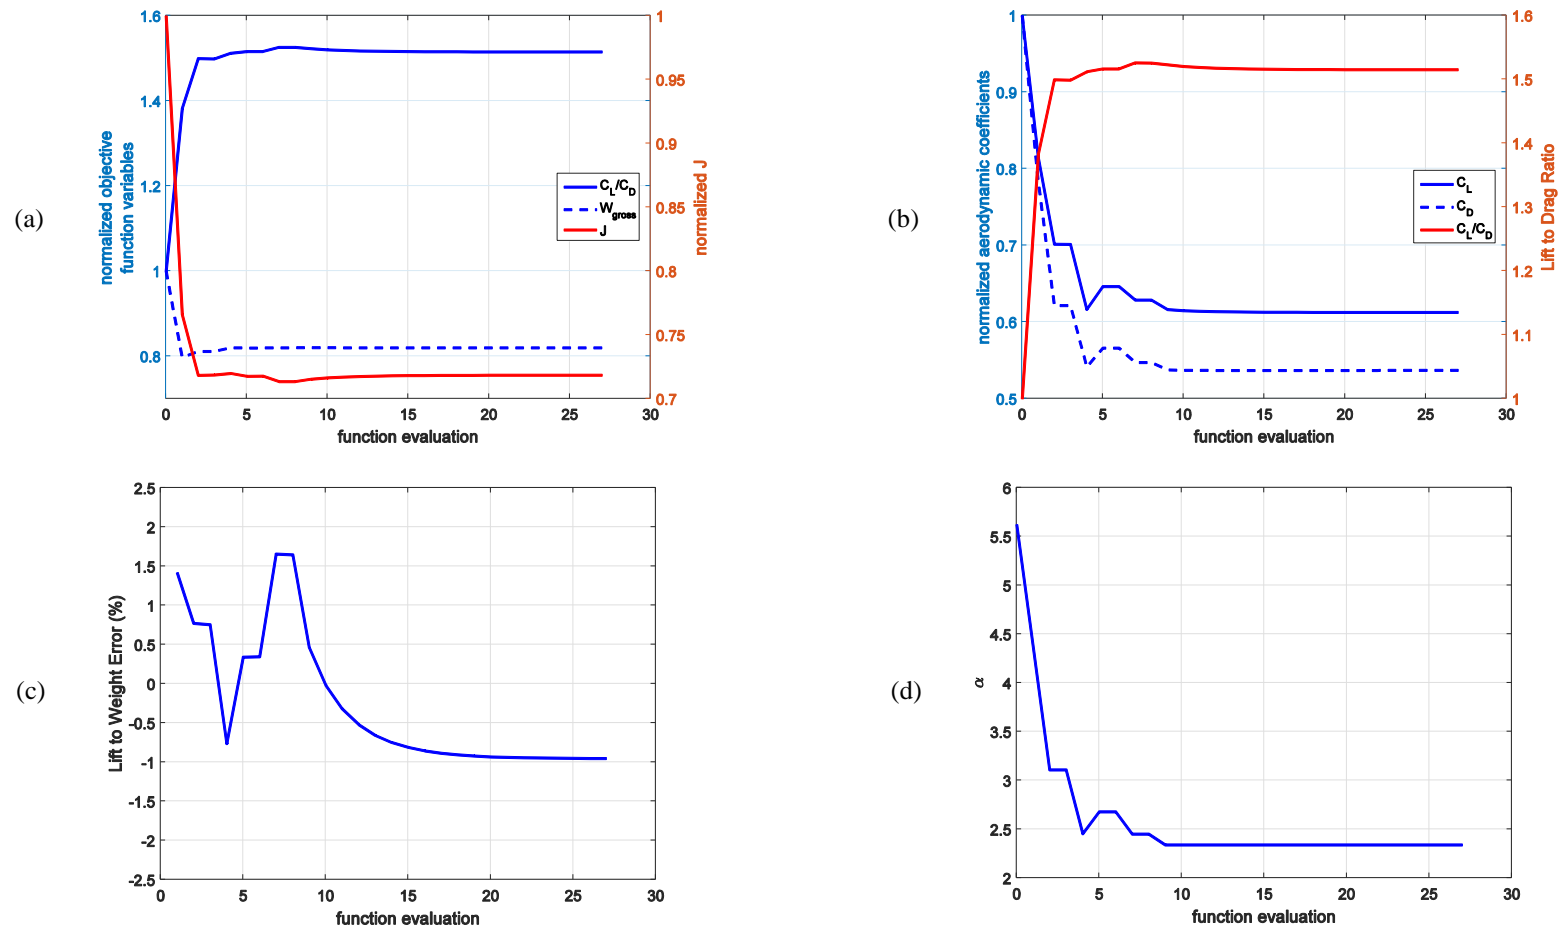 (a)
normalized objective
function variables
1.6
1.4
1.2
1
0.8
1
0.95
0.9
0.85
0.8
0.75
0.7
normalized J
C_L/C_D
W_gross
J
0 5 10 15 20 25 30
function evaluation
(b)
normalized aerodynamic coefficients
1
0.9
0.8
0.7
0.6
0.5
1.6
1.5
1.4
1.3
1.2
1.1
1
Lift to Drag Ratio
C_L
C_D
C_L/C_D
0 5 10 15 20 25 30
function evaluation
(c)
Lift to Weight Error (%)
2.5
2
1.5
1
0.5
0
-0.5
-1
-1.5
-2
-2.5
0 5 10 15 20 25 30
function evaluation
(d)
α
6
5.5
5
4.5
4
3.5
3
2.5
2
0 5 10 15 20 25 30
function evaluation